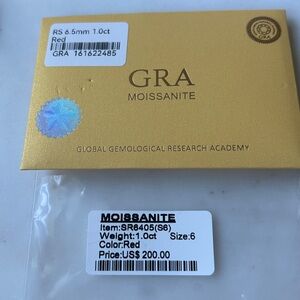 RS 6.5mm 1.0ct
Red
GRA 161622485
GRA
MOISSANITE
GLOBAL GEMOLOGICAL RESEARCH ACADEMY
MOISSANITE
Item:SR6405(S6)
Weight:1.0ct Size:6
Color:Red
Price:US$ 200.00